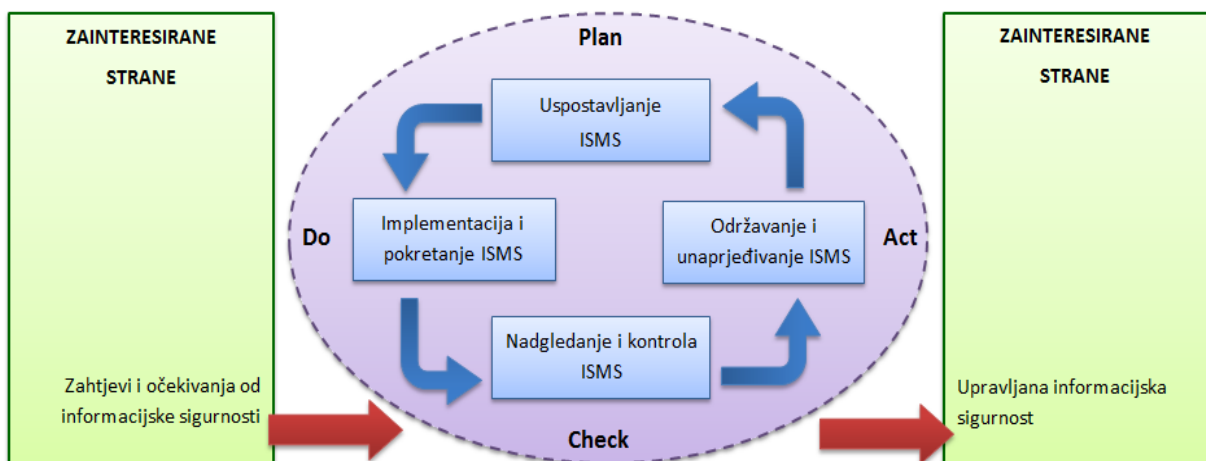 ZAINTERESIRANE
STRANE
Zahtjevi i očekivanja od
informacijske sigurnosti
Plan
Uspostavljanje
ISMS
Do
Implementacija i
pokretanje ISMS
Održavanje i
unaprjeđivanje ISMS
Act
Nadgledanje i kontrola
ISMS
Check
ZAINTERESIRANE
STRANE
Upravljana informacijska
sigurnost